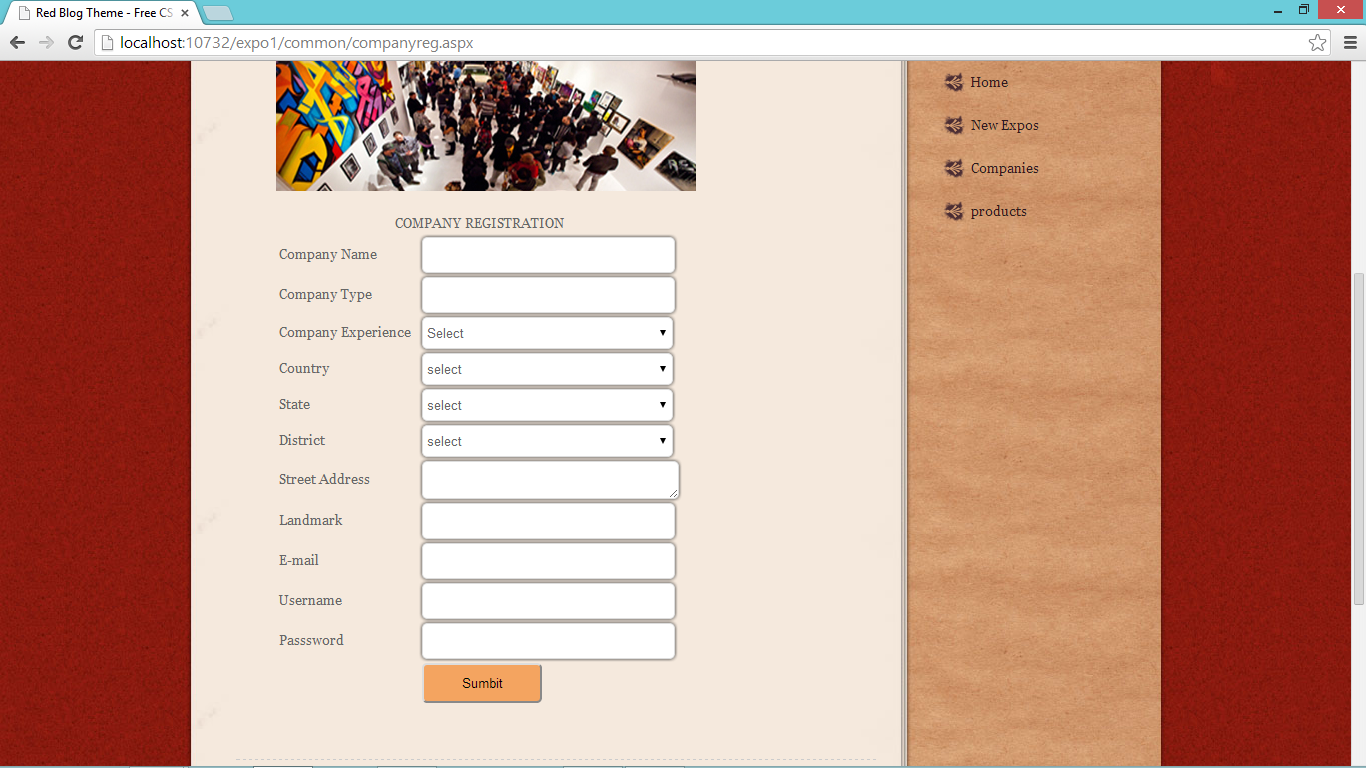 Red Blog Theme - Free CS
localhost:10732/expo1/common/companyreg.aspx
Home
New Expos
Companies
products
COMPANY REGISTRATION
Company Name
Company Type
Company Experience Select
Country select
State select
District select
Street Address
Landmark
E-mail
Username
Passsword
Sumbit